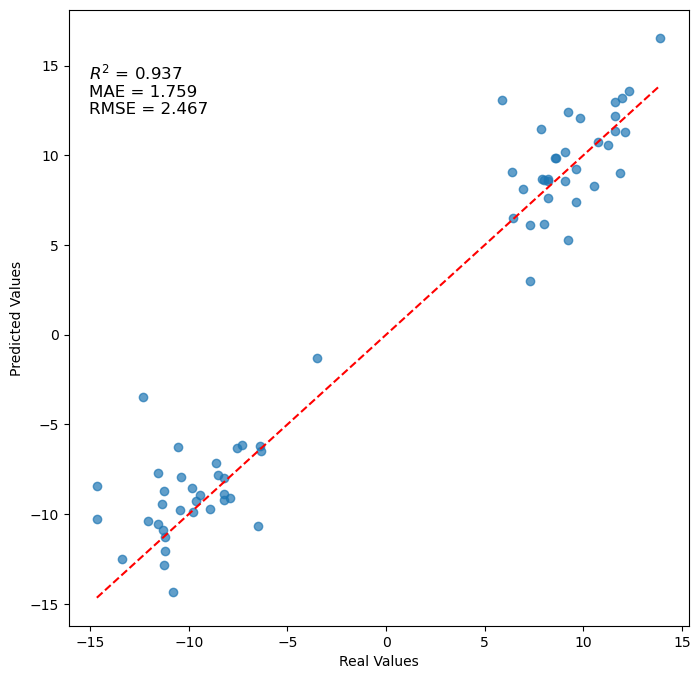 R² = 0.937
MAE = 1.759
RMSE = 2.467
15
10
5
0
−5
−10
−15
Predicted Values
−15 −10 −5 0 5 10 15
Real Values